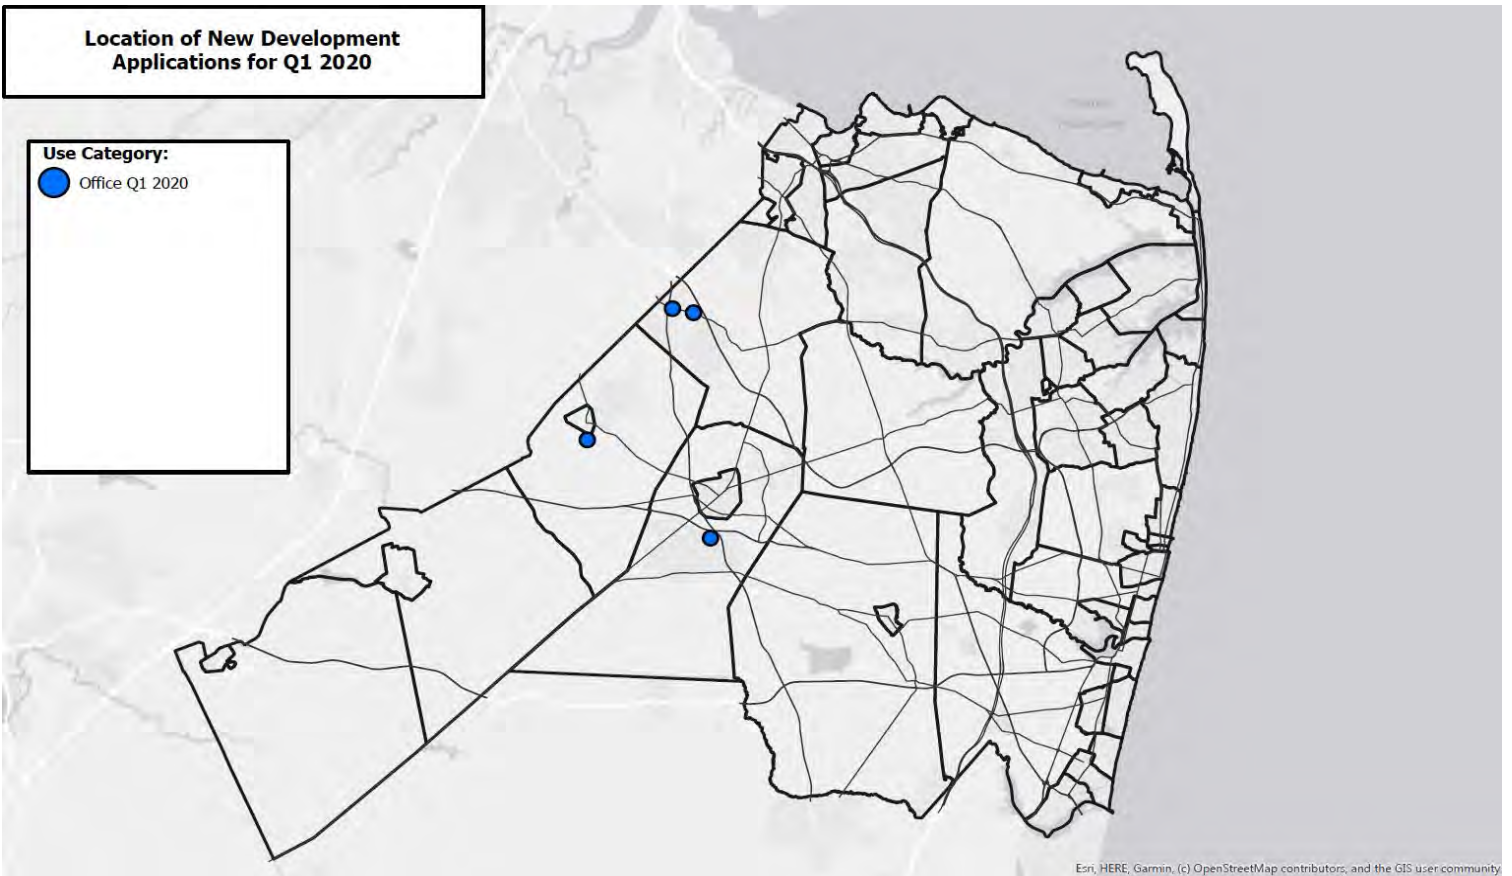 Location of New Development
Applications for Q1 2020
Use Category:
Office Q1 2020
Esri, HERE, Garmin, (c) OpenStreetMap contributors, and the GIS user community